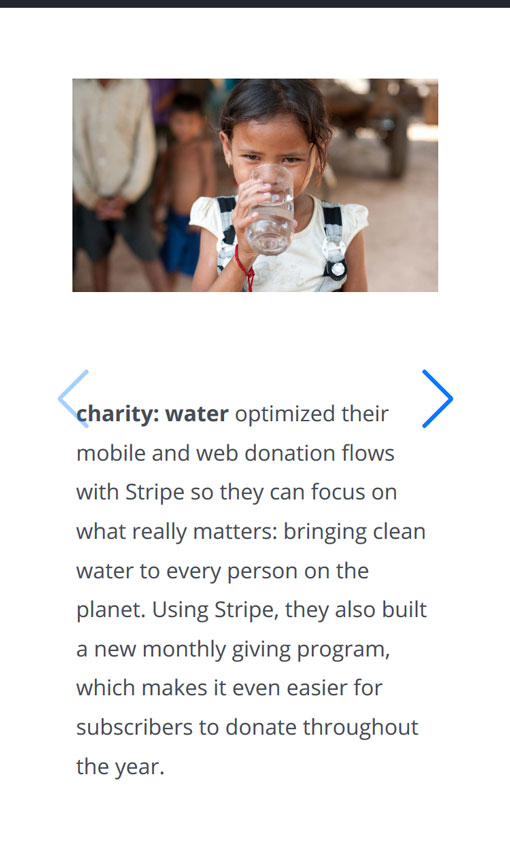 charity: water optimized their
mobile and web donation flows
with Stripe so they can focus on
what really matters: bringing clean
water to every person on the
planet. Using Stripe, they also built
a new monthly giving program,
which makes it even easier for
subscribers to donate throughout
the year.